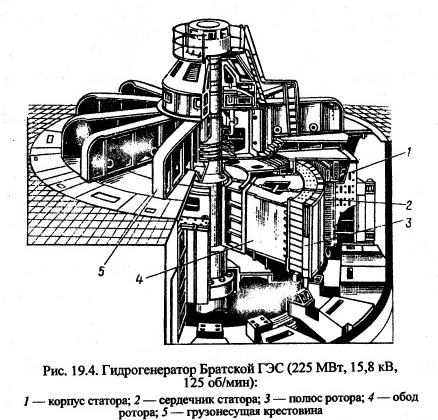 1
2
3
4
5
Рис. 19.4. Гидрогенератор Братской ГЭС (225 МВт, 15,8 кВ,
125 об/мин):
1 — корпус статора; 2 — сердечник статора; 3 — полюс ротора; 4 — обод
ротора; 5 — грузонесущая крестовина